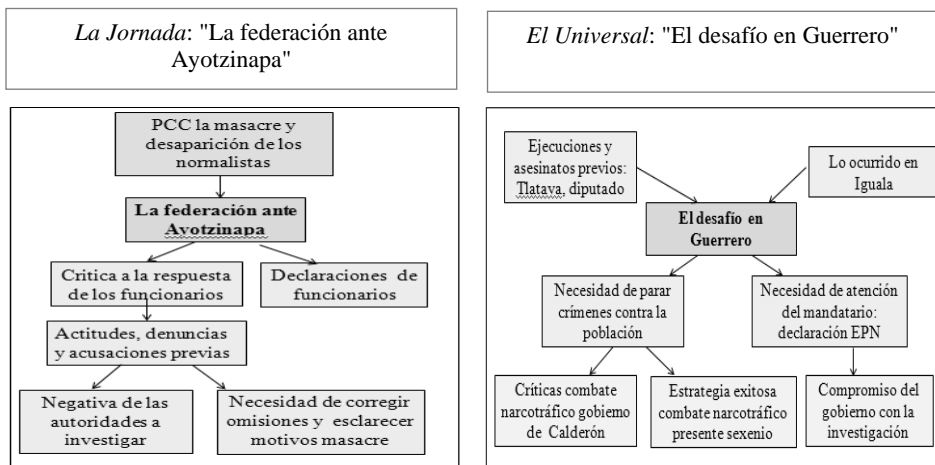 La Jornada: "La federación ante
Ayotzinapa"
PCC la masacre y
desaparición de los
normalistas
La federación ante
Ayotzinapa
Critica a la respuesta
de los funcionarios
Declaraciones de
funcionarios
Actitudes, denuncias
y acusaciones previas
Negativa de las
autoridades a
investigar
Necesidad de corregir
omisiones y esclarecer
motivos masacre
El Universal: "El desafío en Guerrero"
Ejecuciones y
asesinatos previos:
Tlataya, diputado
Lo ocurrido en
Iguala
El desafío en
Guerrero
Necesidad de parar
crímenes contra la
población
Necesidad de atención
del mandatario:
declaración EPN
Críticas combate
narcotráfico gobierno
de Calderón
Estrategia exitosa
combate narcotráfico
presente sexenio
Compromiso del
gobierno con la
investigación